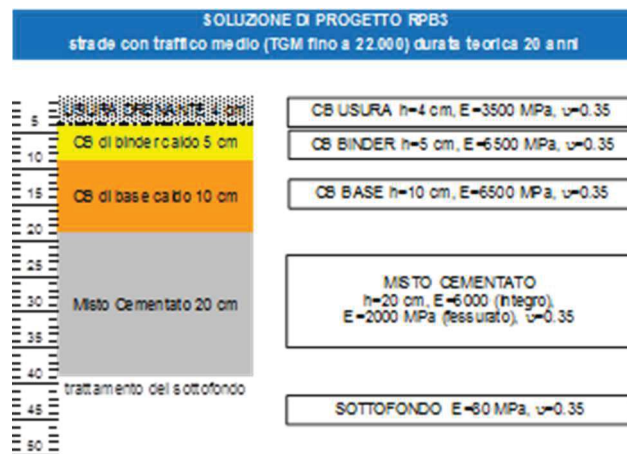 SOLUZIONE DI PROGETTO RPB3
strade con traffico medio (TGM fino a 22.000) durata teorica 20 anni
5
10
15
20
25
30
35
40
45
50
USURA DRENANTE 4 cm
CB di binder caldo 5 cm
CB di base caldo 10 cm
Misto Cementato 20 cm
trattamento del sottofondo
CB USURA h=4 cm, E=3500 MPa, υ=0.35
CB BINDER h=5 cm, E=6500 MPa, υ=0.35
CB BASE h=10 cm, E=6500 MPa, υ=0.35
MISTO CEMENTATO
h=20 cm, E=6000 (integro),
E=2000 MPa (fessurato), υ=0.35
SOTTOFONDO E=80 MPa, υ=0.35